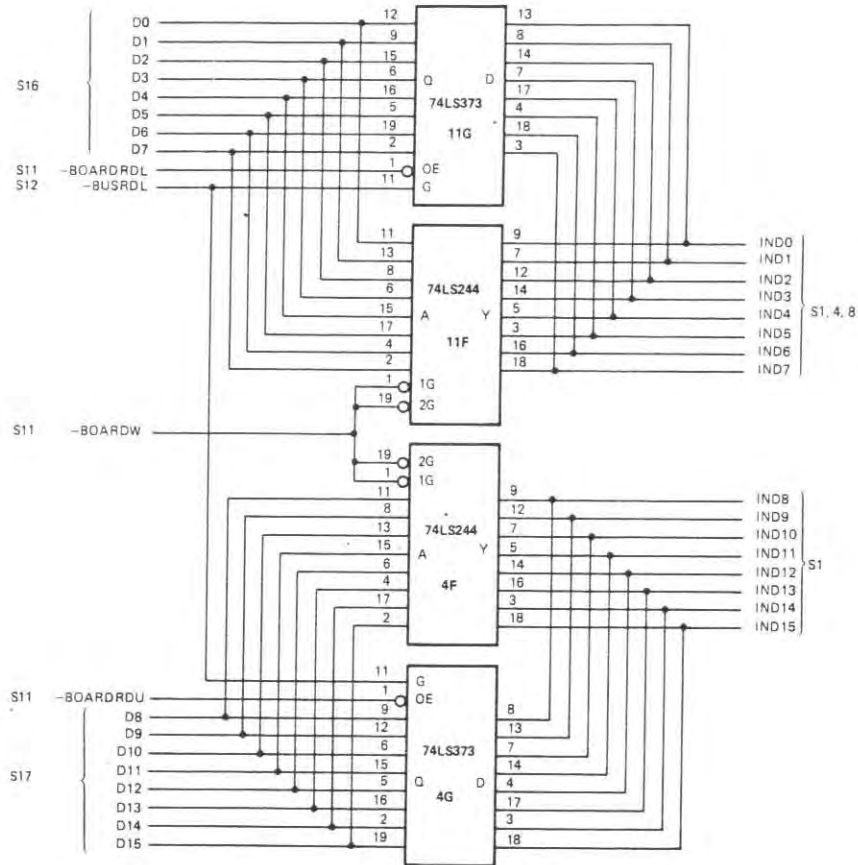 D0 12 13
D1 9 8
D2 15 14
D3 6 Q D 7
S16 D4 16 74LS373 17
D5 5 4
D6 19 11G 18
D7 2 3
S11 -BOARDRDL 1 OE
S12 -BUSRDL 11 G
11 9 IND0
13 7 IND1
8 74LS244 12 IND2
6 14 IND3
15 A Y 5 IND4 S1, 4, 8
17 11F 3 IND5
4 16 IND6
2 18 IND7
1 1G
19 2G
S11 -BOARDW
19 2G
1 1G
11 9 IND8
8 12 IND9
13 74LS244 7 IND10
15 A Y 5 IND11 S1
6 14 IND12
4 4F 16 IND13
17 3 IND14
2 18 IND15
11 G
S11 -BOARDRDU 1 OE
D8 9 8
D9 12 13
D10 6 74LS373 7
S17 D11 15 14
D12 5 Q D 4
D13 16 4G 17
D14 2 3
D15 19 18